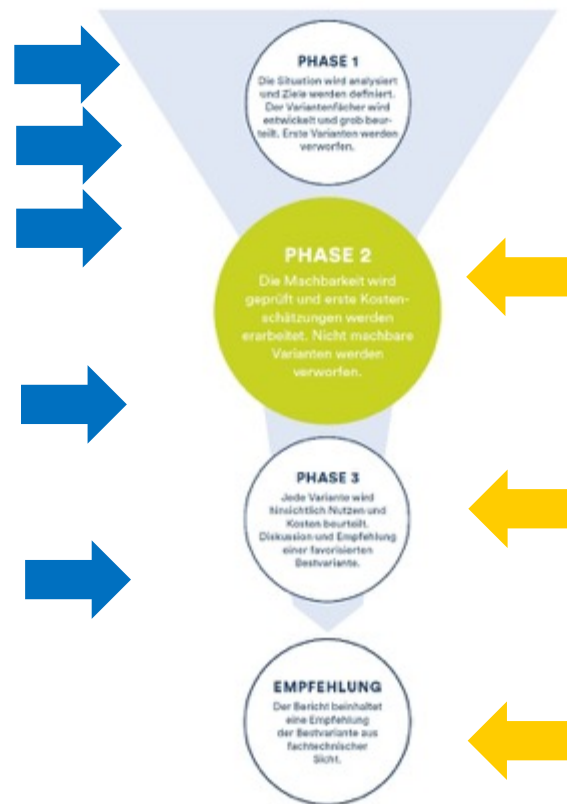 PHASE 1
Die Situation wird analysiert
und Ziele werden definiert.
Der Variantenfächer wird
entwickelt und grob beur-
teilt. Erste Varianten werden
verworfen.
PHASE 2
Die Machbarkeit wird
geprüft und erste Kosten-
schätzungen werden
erarbeitet. Nicht machbare
Varianten werden
verworfen.
PHASE 3
Jede Variante wird
hinsichtlich Nutzen und
Kosten beurteilt.
Diskussion und Empfehlung
einer favorisierten
Bestvariante.
EMPFEHLUNG
Der Bericht beinhaltet
eine Empfehlung
der Bestvariante aus
fachtechnischer
Sicht.